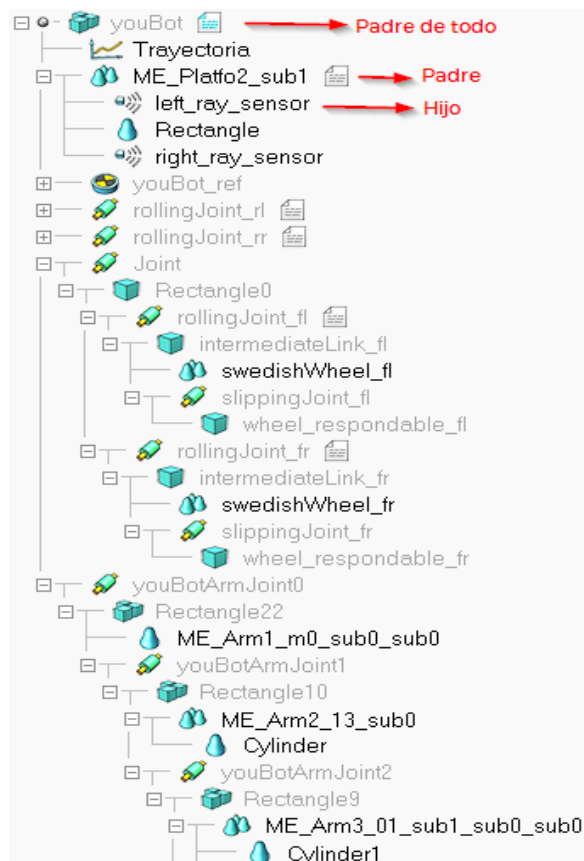 youBot Padre de todo
Trayectoria
ME_Platfo2_sub1 Padre
left_ray_sensor Hijo
Rectangle
right_ray_sensor
youBot_ref
rollingJoint_rl
rollingJoint_rr
Joint
Rectangle0
rollingJoint_fl
intermediateLink_fl
swedishWheel_fl
slippingJoint_fl
wheel_respondable_fl
rollingJoint_fr
intermediateLink_fr
swedishWheel_fr
slippingJoint_fr
wheel_respondable_fr
youBotArmJoint0
Rectangle22
ME_Arm1_m0_sub0_sub0
youBotArmJoint1
Rectangle10
ME_Arm2_13_sub0
Cylinder
youBotArmJoint2
Rectangle9
ME_Arm3_01_sub1_sub0_sub0
Cylinder1